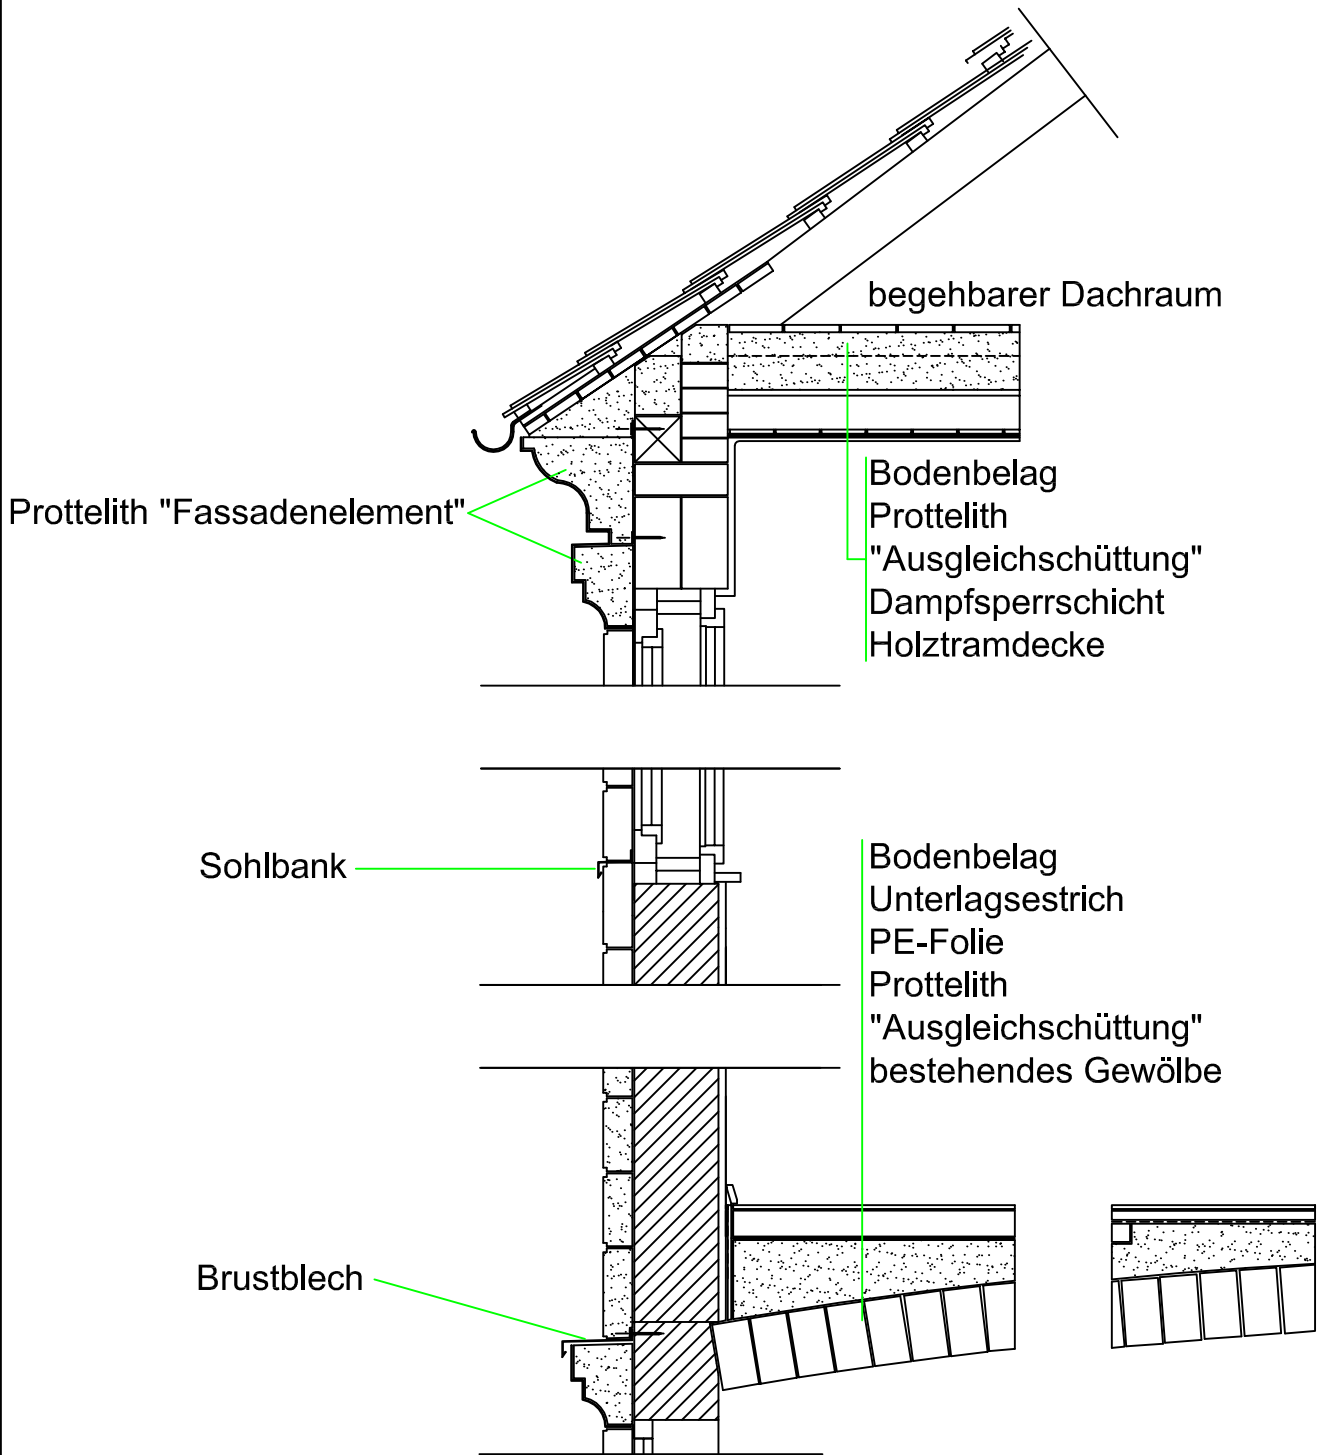 begehbarer Dachraum
Prottelith "Fassadenelement"
Bodenbelag
Prottelith
"Ausgleichschüttung"
Dampfsperrschicht
Holztramdecke
Sohlbank
Bodenbelag
Unterlagsestrich
PE-Folie
Prottelith
"Ausgleichschüttung"
bestehendes Gewölbe
Brustblech